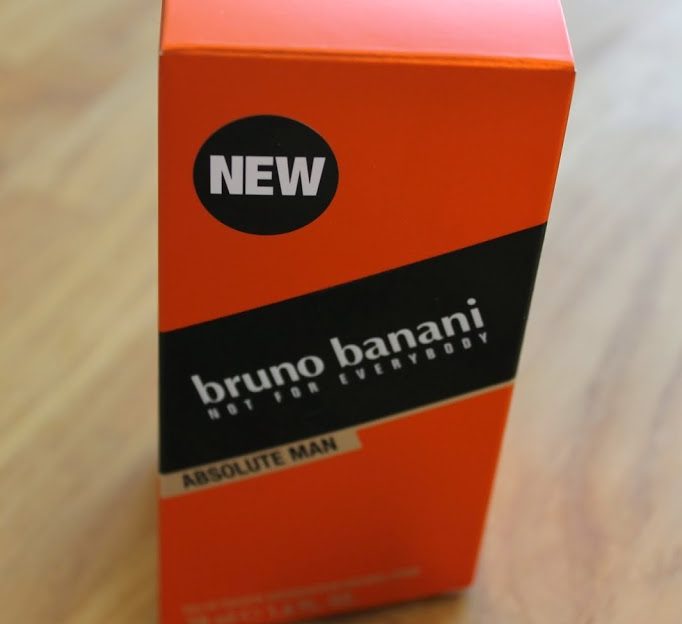 NEW
bruno banani
NOT FOR EVERYBODY
ABSOLUTE MAN